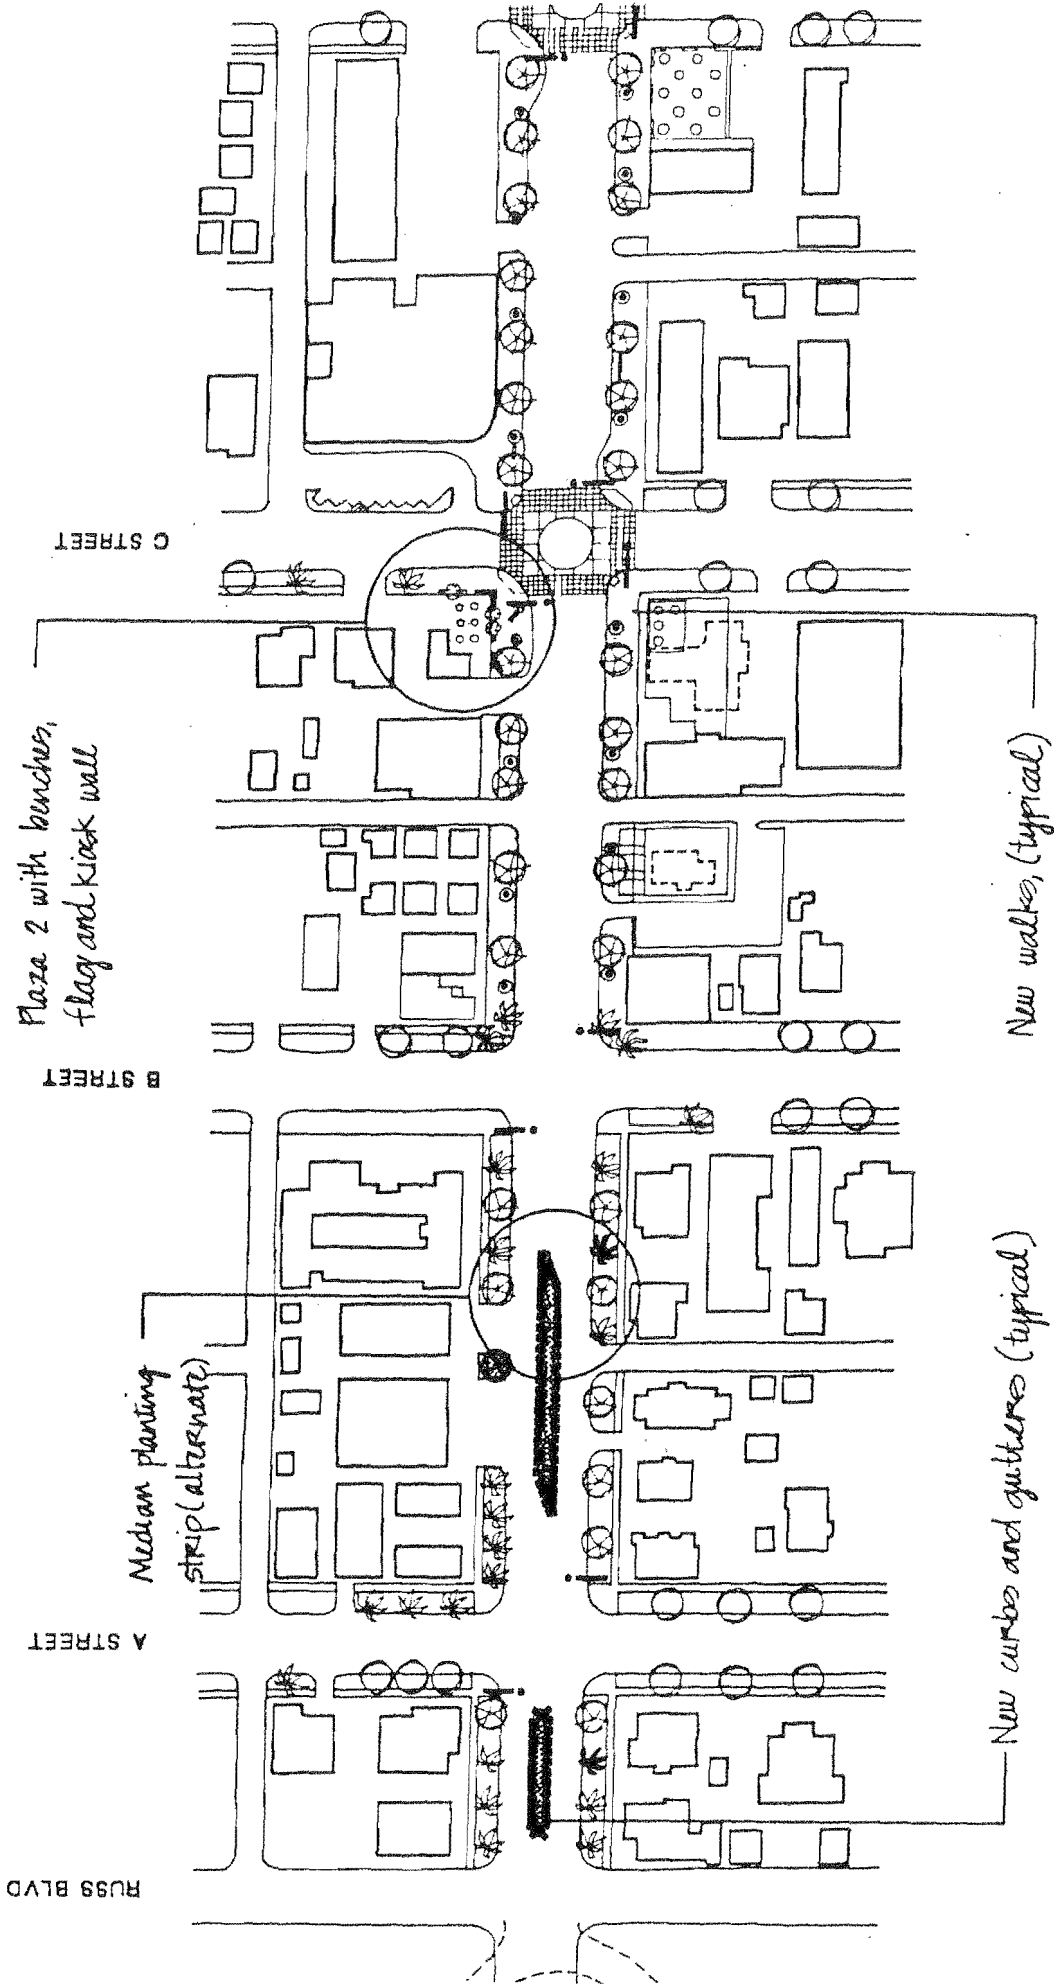 C STREET
Plaza 2 with benches,
flag and kiosk wall
New walks, (typical)
B STREET
Median planting
strip (alternate)
New curbs and gutters (typical)
A STREET
RUSS BLVD